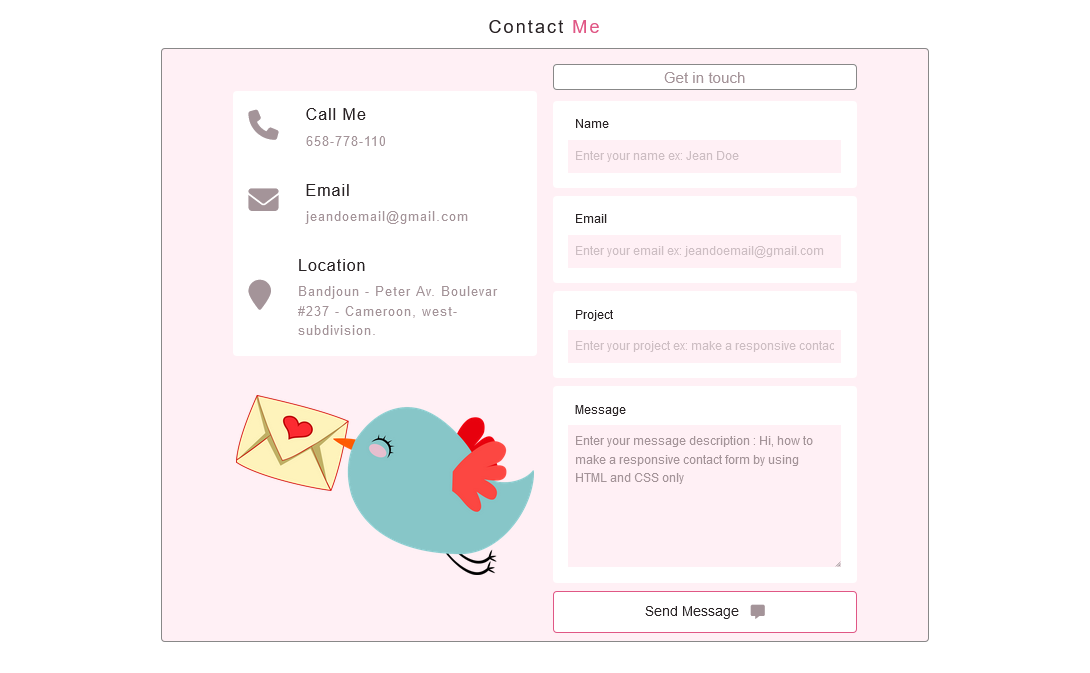 Contact Me
Call Me
658-778-110
Email
jeandoemail@gmail.com
Location
Bandjoun - Peter Av. Boulevar
#237 - Cameroon, west-
subdivision.
Get in touch
Name
Enter your name ex: Jean Doe
Email
Enter your email ex: jeandoemail@gmail.com
Project
Enter your project ex: make a responsive contac
Message
Enter your message description : Hi, how to
make a responsive contact form by using
HTML and CSS only
Send Message